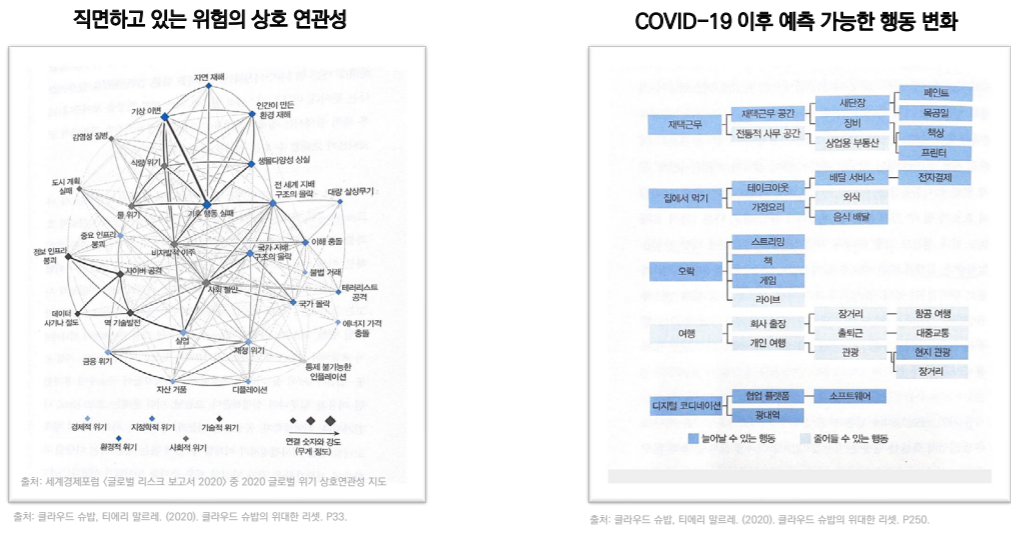 직면하고 있는 위험의 상호 연관성
자연 재해
기상 이변
인간이 만든
환경 재해
감염성 질병
식량 위기
생물다양성 상실
도시 계획
실패
전 세계 지배
구조의 몰락
대량 살상무기
물 위기
기후 행동 실패
중요 인프라
붕괴
비자발적 이주
국가 지배
구조의 몰락
이해 충돌
정보 인프라
붕괴
사이버 공격
불법 거래
사회 불안
테러리스트
공격
국가 몰락
데이터
사기나 절도
역 기술발전
에너지 가격
충돌
실업
금융 위기
재정 위기
통제 불가능한
인플레이션
자산 거품
디플레이션
경제적 위기
지정학적 위기
기술적 위기
환경적 위기
사회적 위기
연결 숫자와 강도
(무게 정도)
출처: 세계경제포럼 <글로벌 리스크 보고서 2020> 중 2020 글로벌 위기 상호연관성 지도
출처: 클라우드 슈밥, 티에리 말르레. (2020). 클라우드 슈밥의 위대한 리셋. P33.
COVID-19 이후 예측 가능한 행동 변화
재택근무
재택근무 공간
전통적 사무 공간
새단장
장비
상업용 부동산
페인트
목공일
책상
프린터
집에서 먹기
테이크아웃
가정요리
배달 서비스
외식
음식 배달
전자결제
오락
스트리밍
책
게임
라이브
여행
회사 출장
개인 여행
장거리
출퇴근
관광
항공 여행
대중교통
현지 관광
장거리
디지털 코디네이션
협업 플랫폼
광대역
소프트웨어
늘어날 수 있는 행동
줄어들 수 있는 행동
출처: 클라우드 슈밥, 티에리 말르레. (2020). 클라우드 슈밥의 위대한 리셋. P250.